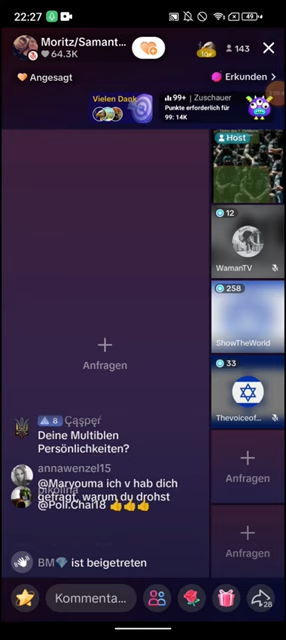 22:27
49
Moritz/Samant...
64.3K
143
Angesagt
Erkunden >
Vielen Dank
99+ | Zuschauer
Punkte erforderlich für
99: 14K
Host
12
WamanTV
258
ShowTheWorld
33
Thevoiceof...
Anfragen
Anfragen
Anfragen
8 Casper
Deine Multiblen
Persönlichkeiten?
annawenzel15
@Maryouma ich v hab dich
gefragt, warum du drohst
@Poli.Chai18 👍👍👍
BM💎 ist beigetreten
Kommenta...
28